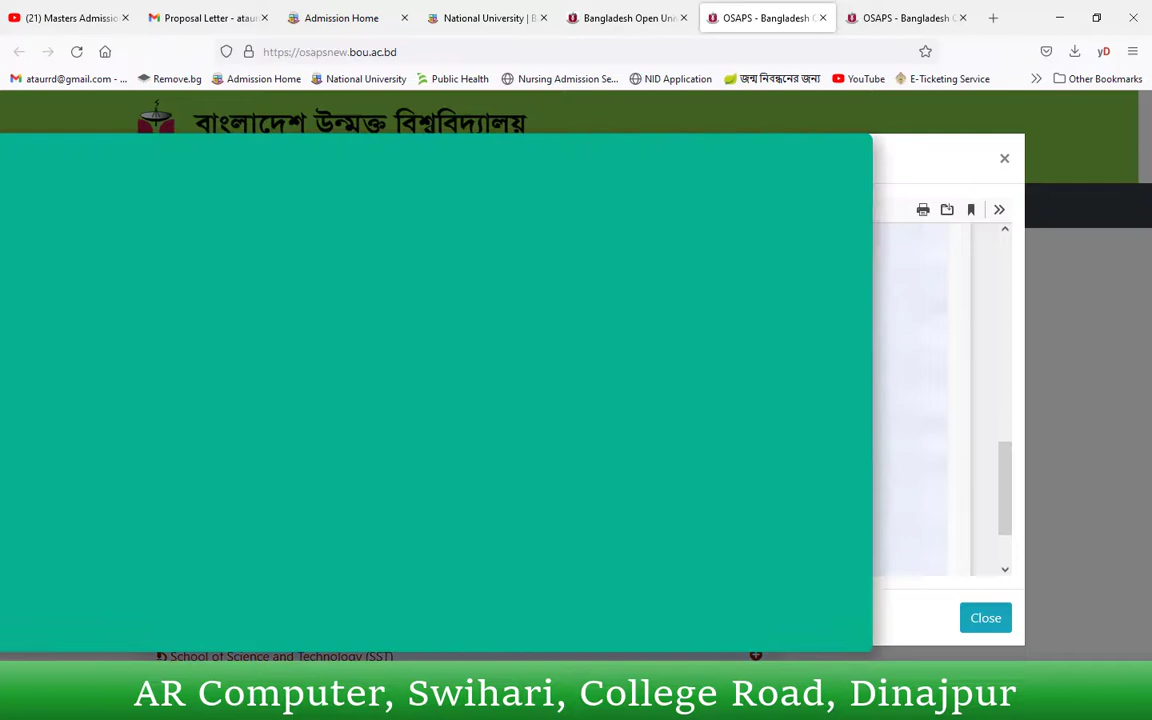 (21) Masters Admissio
Proposal Letter - ataur
Admission Home
National University | B
Bangladesh Open Uni
OSAPS - Bangladesh O
OSAPS - Bangladesh O
https://osapsnew.bou.ac.bd
yD
ataurrd@gmail.com - ...
Remove.bg
Admission Home
National University
Public Health
Nursing Admission Se...
NID Application
জন্ম নিবন্ধনের জন্য
YouTube
E-Ticketing Service
Other Bookmarks
বাংলাদেশ উন্মুক্ত বিশ্ববিদ্যালয়
Close
School of Science and Technology (SST)
AR Computer, Swihari, College Road, Dinajpur